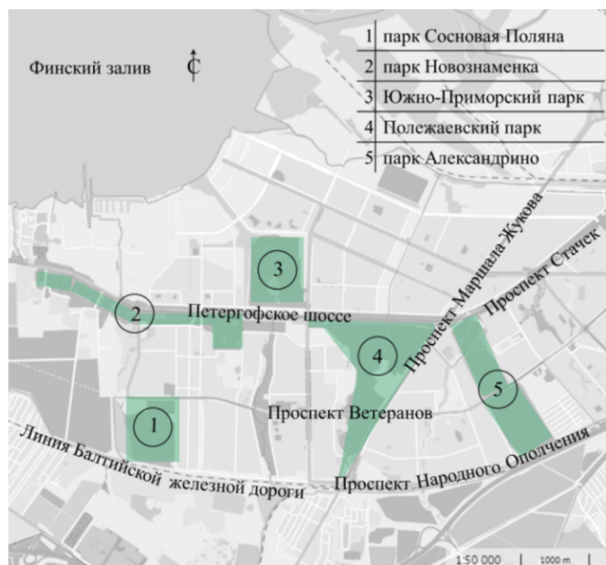 Финский залив
С
1 парк Сосновая Поляна
2 парк Новознаменка
3 Южно-Приморский парк
4 Полежаевский парк
5 парк Александрино
Проспект Маршала Жукова
Проспект Стачек
3
2
Петергофское шоссе
4
5
1
Проспект Ветеранов
Линия Балтийской железной дороги
Проспект Народного Ополчения
1:50 000
1000 m